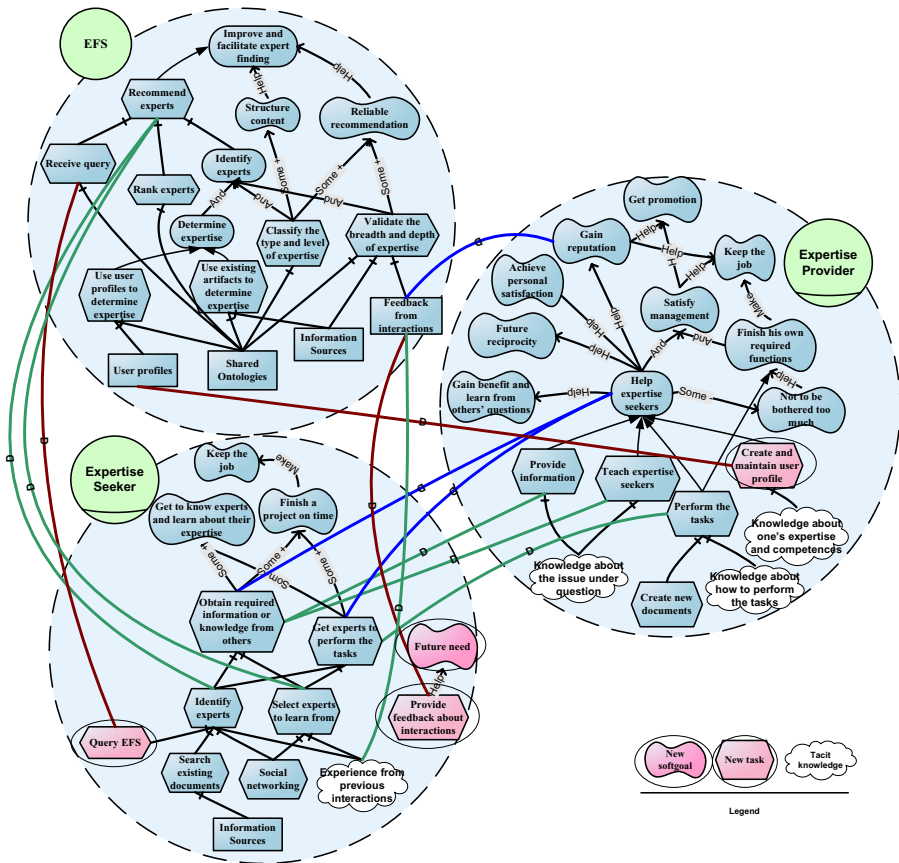 EFS
Improve and
facilitate expert
finding
Help
Help
Recommend
experts
Structure
content
Reliable
recommendation
Receive query
Identify
experts
Some +
Some +
Some +
Rank experts
And
And
Determine
expertise
Classify the
type and level of
expertise
Validate the
breadth and depth
of expertise
Use user
profiles to
determine
expertise
Use existing
artifacts to
determine
expertise
Feedback
from
interactions
Information
Sources
User profiles
Shared
Ontologies
Expertise
Provider
Get promotion
Gain
reputation
Help
Help
H
Help
Keep the
job
Achieve
personal
satisfaction
Satisfy
management
Make
Future
reciprocity
Help
Help
Help
And
And
Finish his own
required
functions
Gain benefit and
learn from
others’ questions
Help
Help
expertise
seekers
Some -
Help
Not to be
bothered too
much
Provide
information
Teach expertise
seekers
Create and
maintain user
profile
Perform the
tasks
Knowledge about
one’s expertise
and competences
Knowledge about
the issue under
question
Knowledge about
how to perform
the tasks
Create new
documents
Expertise
Seeker
Keep the
job
Make
Get to know experts
and learn about their
expertise
Finish a
project on time
Some +
Some +
Som
Some +
Obtain required
information or
knowledge from
others
Get experts to
perform the
tasks
Future need
Help
Identify
experts
Select experts
to learn from
Provide
feedback about
interactions
Query EFS
Search
existing
documents
Social
networking
Experience from
previous
interactions
Information
Sources
D
D
D
D
D
D
D
D
D
D
D
D
New
softgoal
New task
Tacit
knowledge
Legend